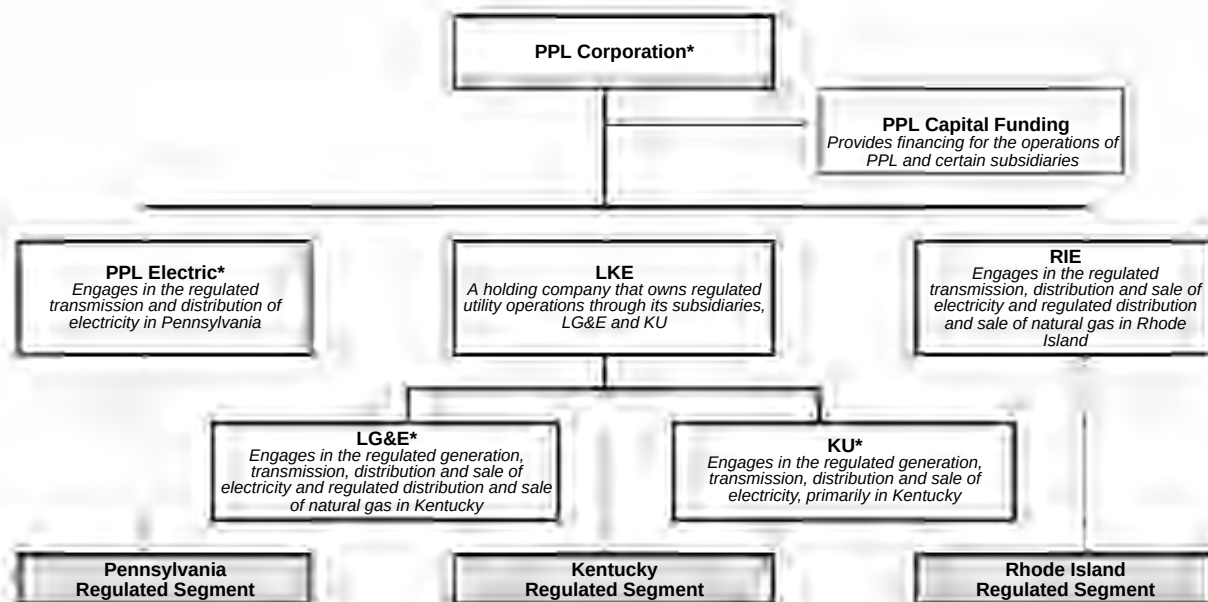 PPL Corporation*
PPL Capital Funding
Provides financing for the operations of
PPL and certain subsidiaries
PPL Electric*
Engages in the regulated
transmission and distribution of
electricity in Pennsylvania
LKE
A holding company that owns regulated
utility operations through its subsidiaries,
LG&E and KU
RIE
Engages in the regulated
transmission, distribution and sale of
electricity and regulated distribution
and sale of natural gas in Rhode
Island
LG&E*
Engages in the regulated generation,
transmission, distribution and sale of
electricity and regulated distribution and sale
of natural gas in Kentucky
KU*
Engages in the regulated generation,
transmission, distribution and sale of
electricity, primarily in Kentucky
Pennsylvania
Regulated Segment
Kentucky
Regulated Segment
Rhode Island
Regulated Segment